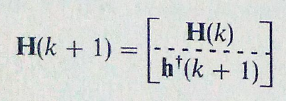 H(k + 1) = [ H(k)
h†(k + 1) ]